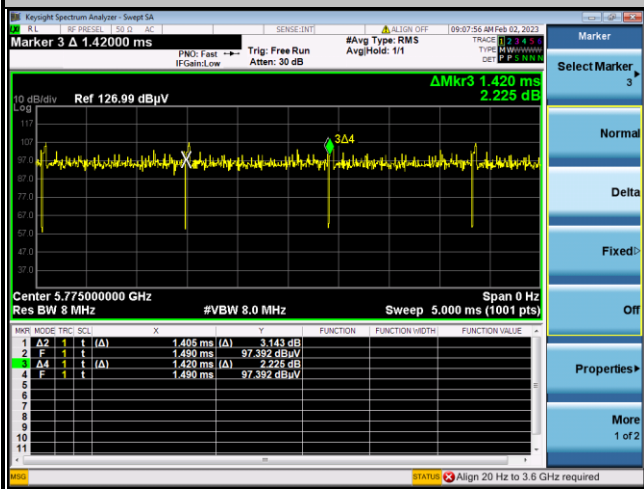 Keysight Spectrum Analyzer - Swept SA
RL RF PRESEL 50 Ω AC SENSE:INT ALIGN OFF 09:07:56 AM Feb 02, 2023
Marker 3 Δ 1.42000 ms
PNO: Fast
IFGain:Low
Trig: Free Run
Atten: 30 dB
#Avg Type: RMS
Avg|Hold: 1/1
TRACE 1 2 3 4 5 6
TYPE MWWWWW
DET P P S N N N
ΔMkr3 1.420 ms
2.225 dB
10 dB/div Ref 126.99 dBµV
Log
117
107
97.0
87.0
77.0
67.0
57.0
47.0
37.0
3Δ4
X
Center 5.775000000 GHz Span 0 Hz
Res BW 8 MHz #VBW 8.0 MHz Sweep 5.000 ms (1001 pts)
MKR MODE TRC SCL X Y FUNCTION FUNCTION WIDTH FUNCTION VALUE
1 Δ2 1 t (Δ) 1.405 ms (Δ) 3.143 dB
2 F 1 t 1.490 ms 97.392 dBµV
3 Δ4 1 t (Δ) 1.420 ms (Δ) 2.225 dB
4 F 1 t 1.490 ms 97.392 dBµV
5
6
7
8
9
10
11
MSG STATUS Align 20 Hz to 3.6 GHz required
Marker
Select Marker
3
Normal
Delta
Fixed
Off
Properties
More
1 of 2